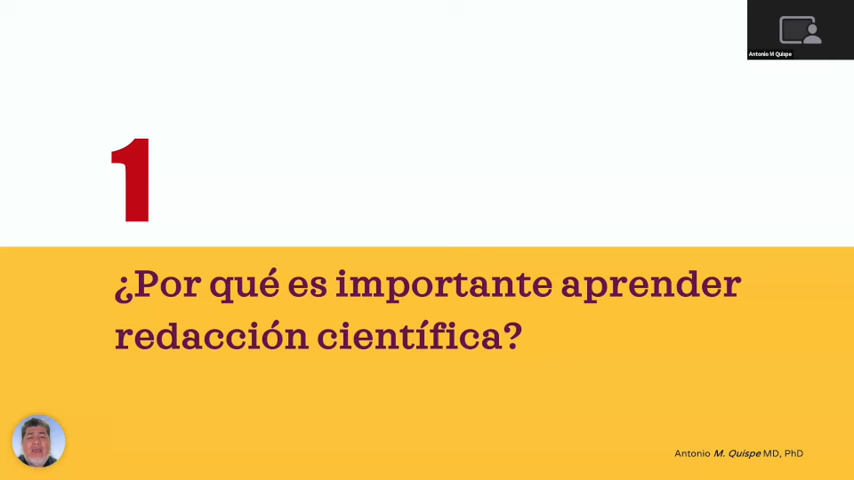 Antonio M Quispe
1
¿Por qué es importante aprender
redacción científica?
Antonio M. Quispe MD, PhD